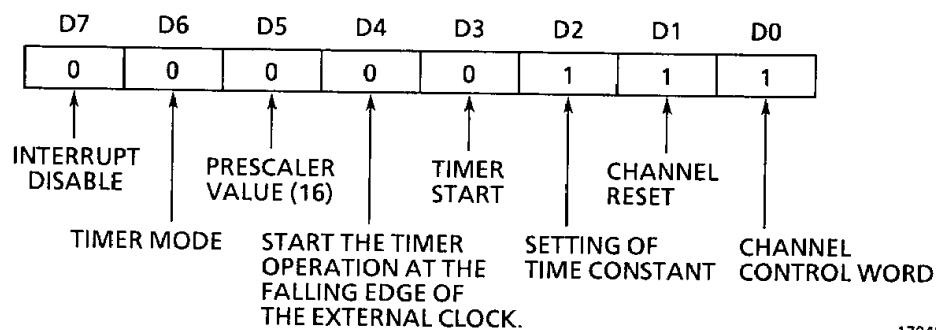 D7 D6 D5 D4 D3 D2 D1 D0
0 0 0 0 0 1 1 1
INTERRUPT
DISABLE
TIMER MODE
PRESCALER
VALUE (16)
START THE TIMER
OPERATION AT THE
FALLING EDGE OF
THE EXTERNAL CLOCK.
TIMER
START
SETTING OF
TIME CONSTANT
CHANNEL
RESET
CHANNEL
CONTROL WORD